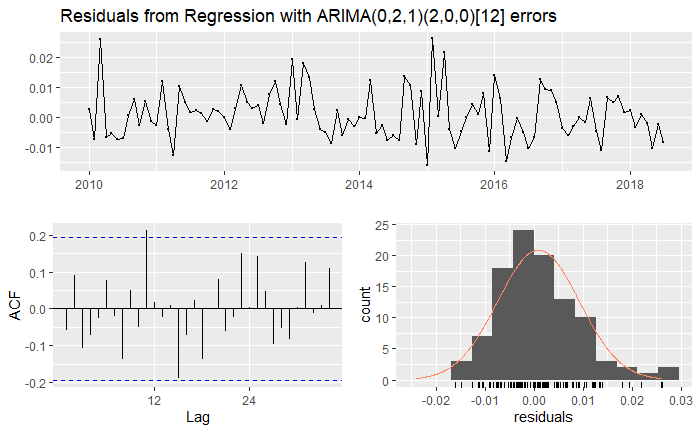 Residuals from Regression with ARIMA(0,2,1)(2,0,0)[12] errors
0.02
0.01
0.00
-0.01
2010 2012 2014 2016 2018
ACF
0.2
0.1
0.0
-0.1
-0.2
12 24
Lag
count
25
20
15
10
5
0
-0.02 -0.01 0.00 0.01 0.02 0.03
residuals